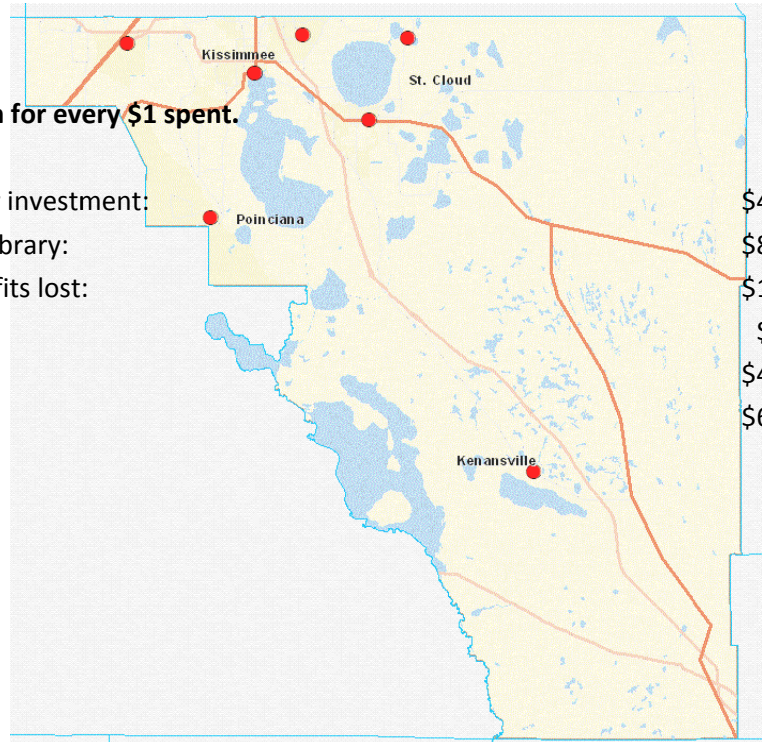 Kissimmee
St. Cloud
for every $1 spent.
investment:
$4
Poinciana
brary:
$8
fits lost:
$1
$
$4
$6
Kenansville